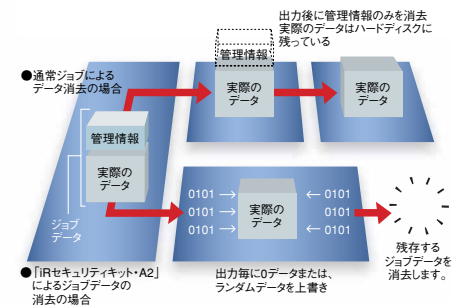 出力後に管理情報のみを消去
実際のデータはハードディスクに
残っている
●通常ジョブによる
データ消去の場合
管理情報
実際の
データ
ジョブ
データ
管理情報
実際の
データ
実際の
データ
●「iRセキュリティキット・A2」
によるジョブデータの
消去の場合
0101→
0101→
0101→
実際の
データ
←0101
←0101
←0101
出力毎に0データまたは、
ランダムデータを上書き
残存する
ジョブデータを
消去します。